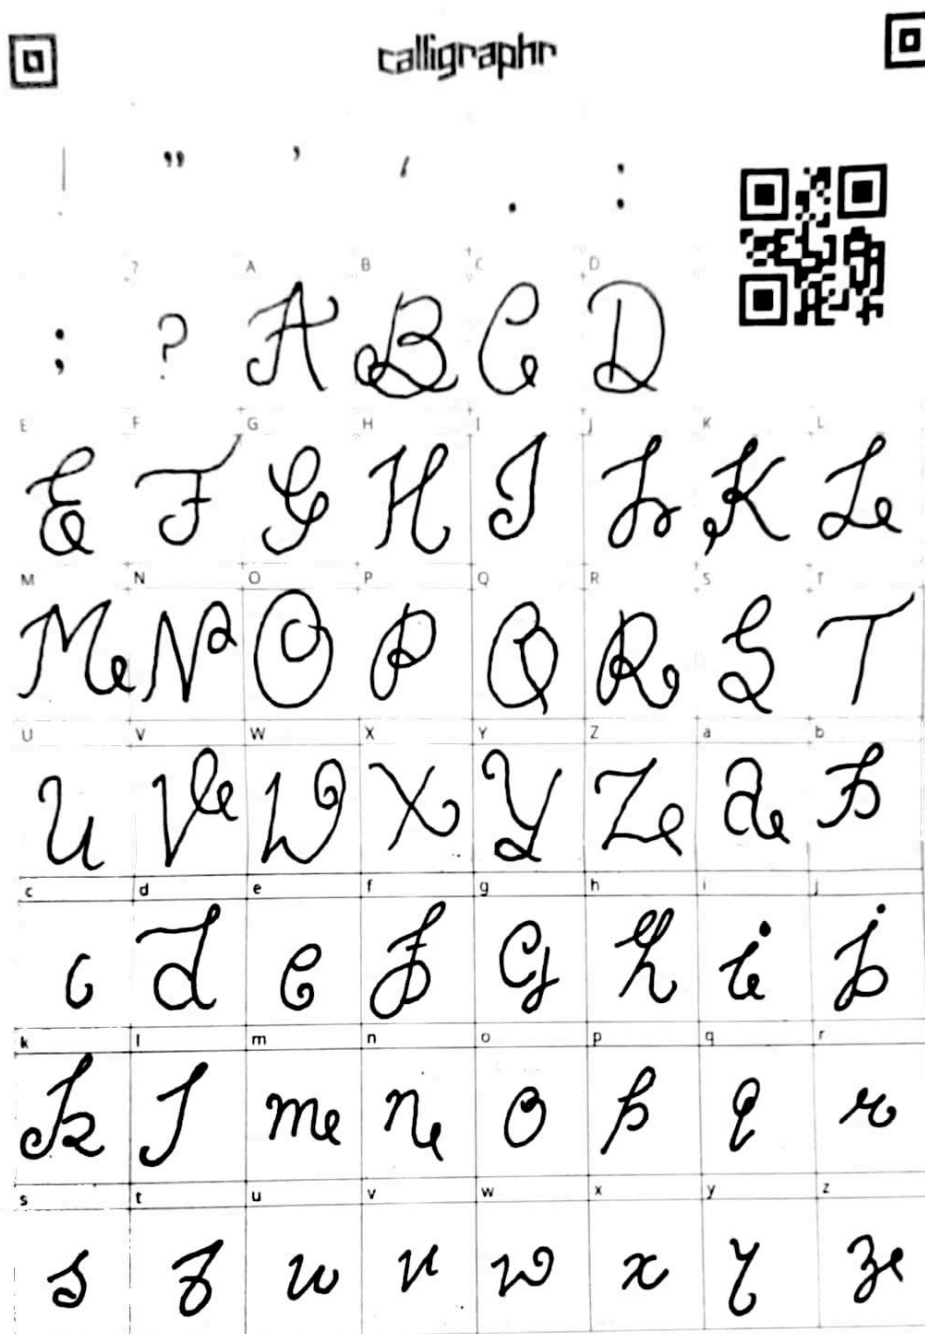 calligraphr
! " ' , . :
? A B C D
; ? A B C D
E F G H I J K L
E F G H I J K L
M N O P Q R S T
M N O P Q R S T
U V W X Y Z a b
U V W X Y Z a b
c d e f g h i j
c d e f g h i j
k l m n o p q r
k l m n o p q r
s t u v w x y z
s t u v w x y z